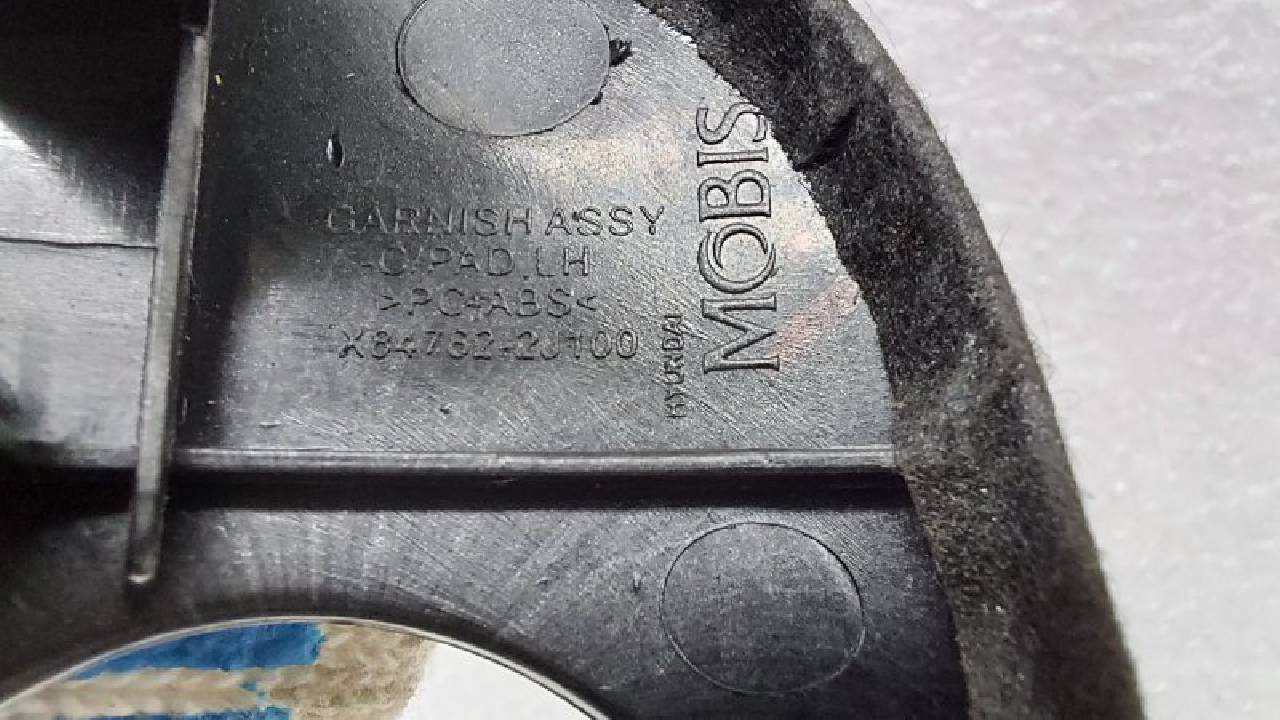 GARNISH ASSY
-C/PAD,LH
>PC+ABS<
X84762-2J100
HYUNDAI
MOBIS